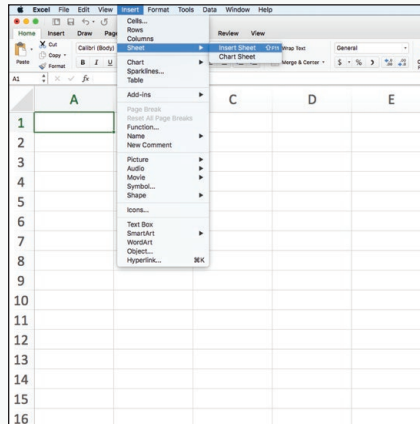 Excel File Edit View Insert Format Tools Data Window Help
Home Insert Draw Page Review View
Cells...
Rows
Columns
Sheet
Insert Sheet ⇧F11
Chart Sheet
Chart
Sparklines...
Table
Add-ins
Page Break
Reset All Page Breaks
Function...
Name
New Comment
Picture
Audio
Movie
Symbol...
Shape
Icons...
Text Box
SmartArt
WordArt
Object...
Hyperlink... ⌘K
Paste
Cut
Copy
Format
Calibri (Body)
B I U
Wrap Text
Merge & Center
General
$ % )
A1 fx
A C D E
1
2
3
4
5
6
7
8
9
10
11
12
13
14
15
16